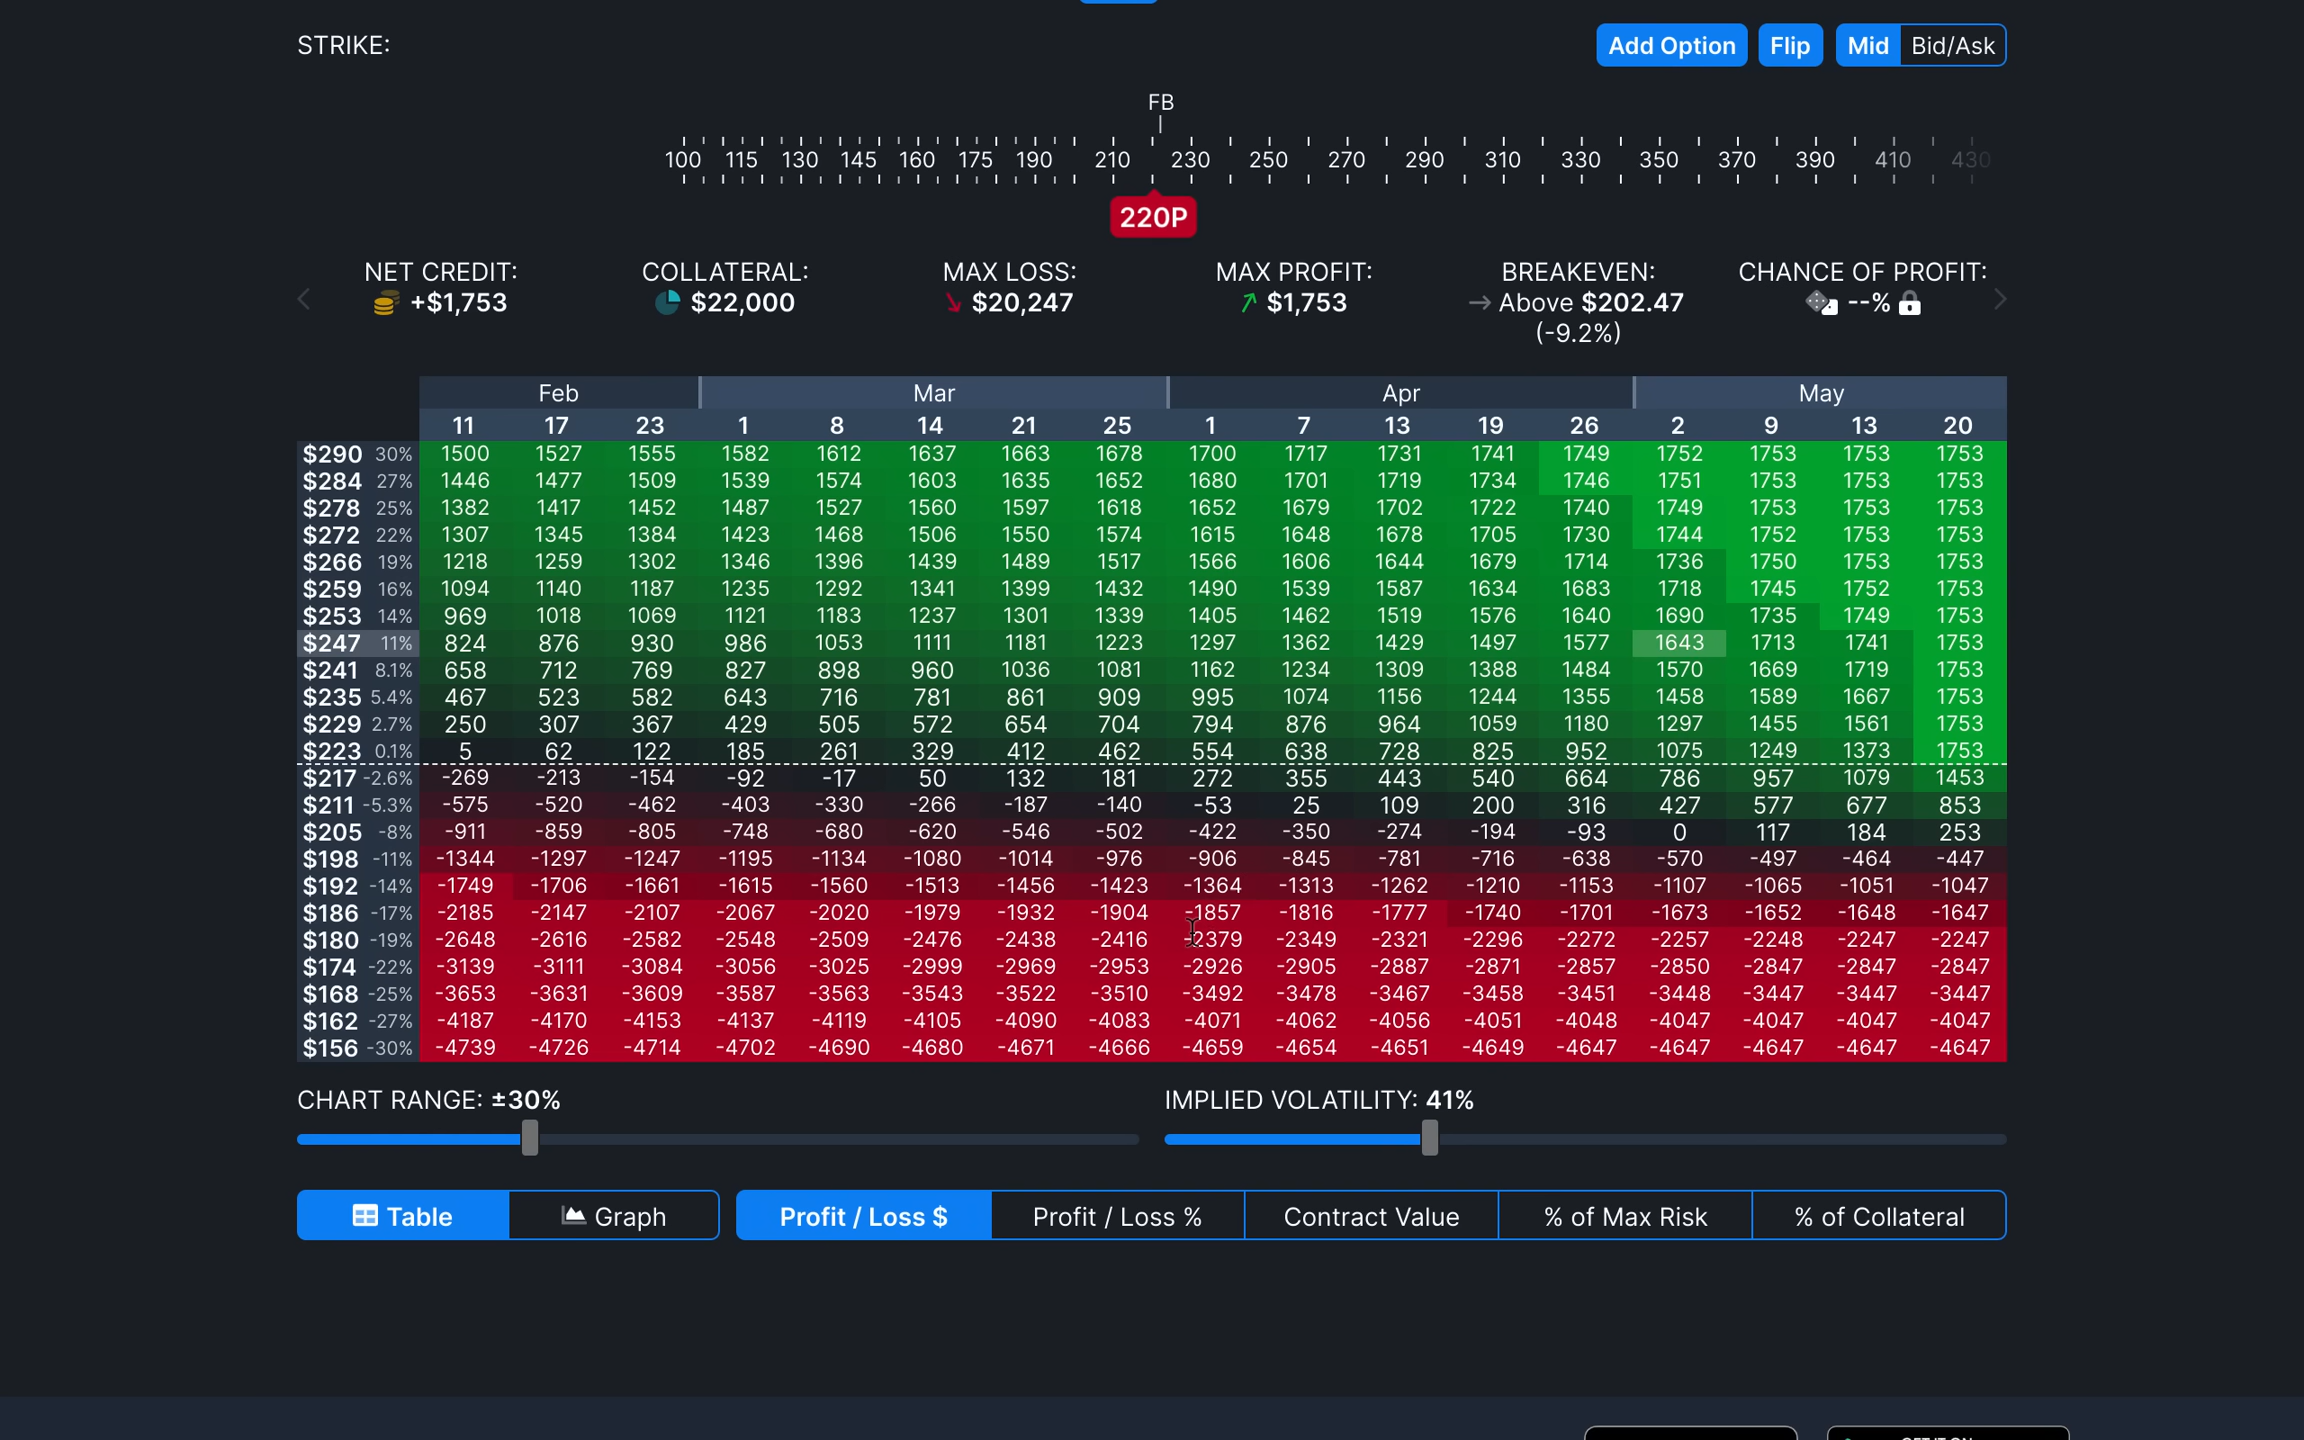 STRIKE:
Add Option Flip Mid Bid/Ask
FB
100 115 130 145 160 175 190 210 230 250 270 290 310 330 350 370 390 410 430
220P
NET CREDIT: COLLATERAL: MAX LOSS: MAX PROFIT: BREAKEVEN: CHANCE OF PROFIT:
+$1,753 $22,000 $20,247 $1,753 → Above $202.47 --%
(-9.2%)
Feb Mar Apr May
11 17 23 1 8 14 21 25 1 7 13 19 26 2 9 13 20
$290 30% 1500 1527 1555 1582 1612 1637 1663 1678 1700 1717 1731 1741 1749 1752 1753 1753 1753
$284 27% 1446 1477 1509 1539 1574 1603 1635 1652 1680 1701 1719 1734 1746 1751 1753 1753 1753
$278 25% 1382 1417 1452 1487 1527 1560 1597 1618 1652 1679 1702 1722 1740 1749 1753 1753 1753
$272 22% 1307 1345 1384 1423 1468 1506 1550 1574 1615 1648 1678 1705 1730 1744 1752 1753 1753
$266 19% 1218 1259 1302 1346 1396 1439 1489 1517 1566 1606 1644 1679 1714 1736 1750 1753 1753
$259 16% 1094 1140 1187 1235 1292 1341 1399 1432 1490 1539 1587 1634 1683 1718 1745 1752 1753
$253 14% 969 1018 1069 1121 1183 1237 1301 1339 1405 1462 1519 1576 1640 1690 1735 1749 1753
$247 11% 824 876 930 986 1053 1111 1181 1223 1297 1362 1429 1497 1577 1643 1713 1741 1753
$241 8.1% 658 712 769 827 898 960 1036 1081 1162 1234 1309 1388 1484 1570 1669 1719 1753
$235 5.4% 467 523 582 643 716 781 861 909 995 1074 1156 1244 1355 1458 1589 1667 1753
$229 2.7% 250 307 367 429 505 572 654 704 794 876 964 1059 1180 1297 1455 1561 1753
$223 0.1% 5 62 122 185 261 329 412 462 554 638 728 825 952 1075 1249 1373 1753
$217 -2.6% -269 -213 -154 -92 -17 50 132 181 272 355 443 540 664 786 957 1079 1453
$211 -5.3% -575 -520 -462 -403 -330 -266 -187 -140 -53 25 109 200 316 427 577 677 853
$205 -8% -911 -859 -805 -748 -680 -620 -546 -502 -422 -350 -274 -194 -93 0 117 184 253
$198 -11% -1344 -1297 -1247 -1195 -1134 -1080 -1014 -976 -906 -845 -781 -716 -638 -570 -497 -464 -447
$192 -14% -1749 -1706 -1661 -1615 -1560 -1513 -1456 -1423 -1364 -1313 -1262 -1210 -1153 -1107 -1065 -1051 -1047
$186 -17% -2185 -2147 -2107 -2067 -2020 -1979 -1932 -1904 -1857 -1816 -1777 -1740 -1701 -1673 -1652 -1648 -1647
$180 -19% -2648 -2616 -2582 -2548 -2509 -2476 -2438 -2416 -2379 -2349 -2321 -2296 -2272 -2257 -2248 -2247 -2247
$174 -22% -3139 -3111 -3084 -3056 -3025 -2999 -2969 -2953 -2926 -2905 -2887 -2871 -2857 -2850 -2847 -2847 -2847
$168 -25% -3653 -3631 -3609 -3587 -3563 -3543 -3522 -3510 -3492 -3478 -3467 -3458 -3451 -3448 -3447 -3447 -3447
$162 -27% -4187 -4170 -4153 -4137 -4119 -4105 -4090 -4083 -4071 -4062 -4056 -4051 -4048 -4047 -4047 -4047 -4047
$156 -30% -4739 -4726 -4714 -4702 -4690 -4680 -4671 -4666 -4659 -4654 -4651 -4649 -4647 -4647 -4647 -4647 -4647
CHART RANGE: ±30% IMPLIED VOLATILITY: 41%
Table Graph Profit / Loss $ Profit / Loss % Contract Value % of Max Risk % of Collateral